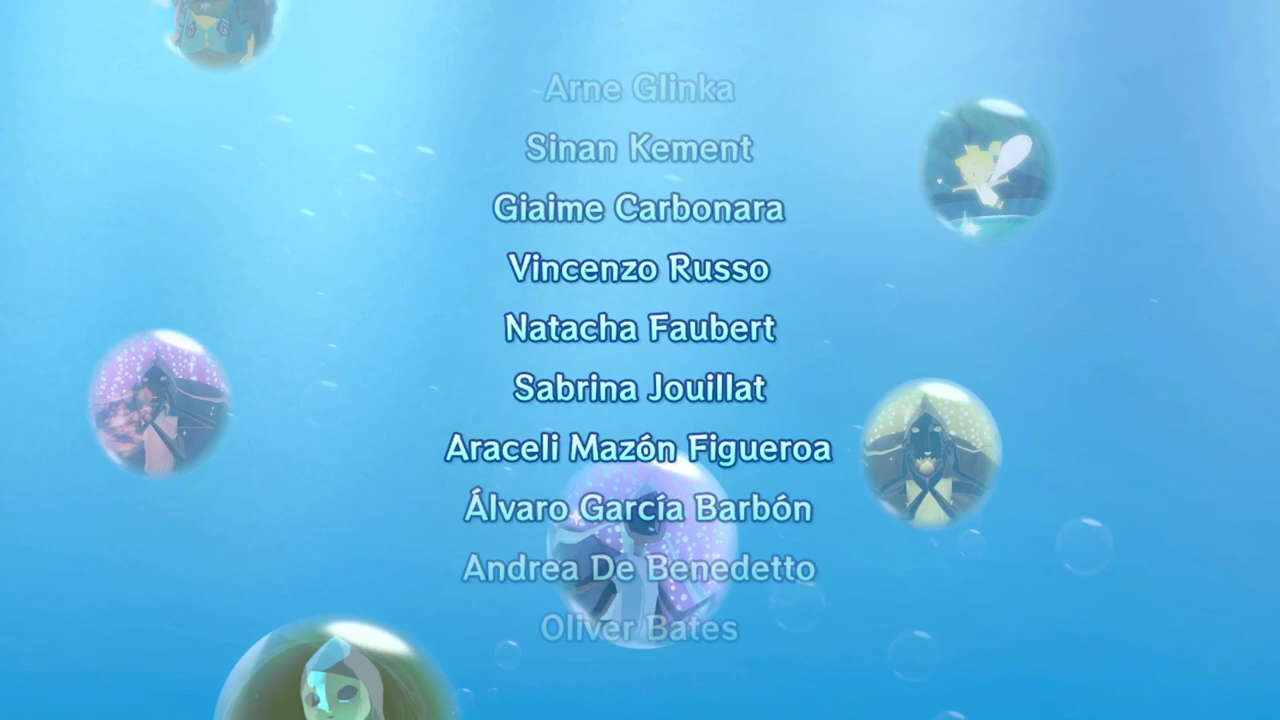 Arne Glinka
Sinan Kement
Giaime Carbonara
Vincenzo Russo
Natacha Faubert
Sabrina Jouillat
Araceli Mazón Figueroa
Álvaro García Barbón
Andrea De Benedetto
Oliver Bates